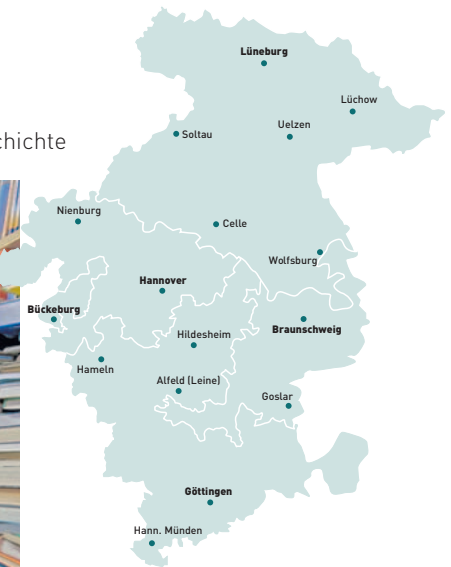 Lüneburg
Lüchow
Uelzen
Soltau
chichte
Nienburg
Celle
Wolfsburg
Hannover
Bückeburg
Braunschweig
Hildesheim
Hameln
Alfeld (Leine)
Goslar
Göttingen
Hann. Münden